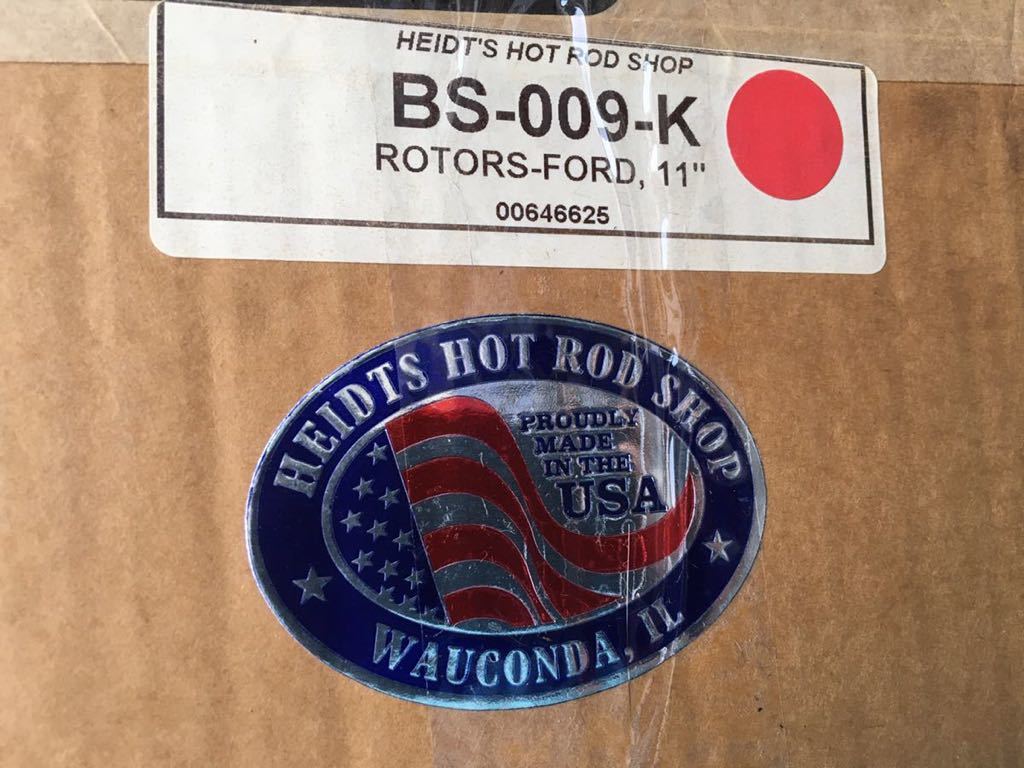 HEIDT'S HOT ROD SHOP
BS-009-K
ROTORS-FORD, 11"
00646625
HEIDTS HOT ROD SHOP
PROUDLY
MADE
IN THE
USA
WAUCONDA, IL